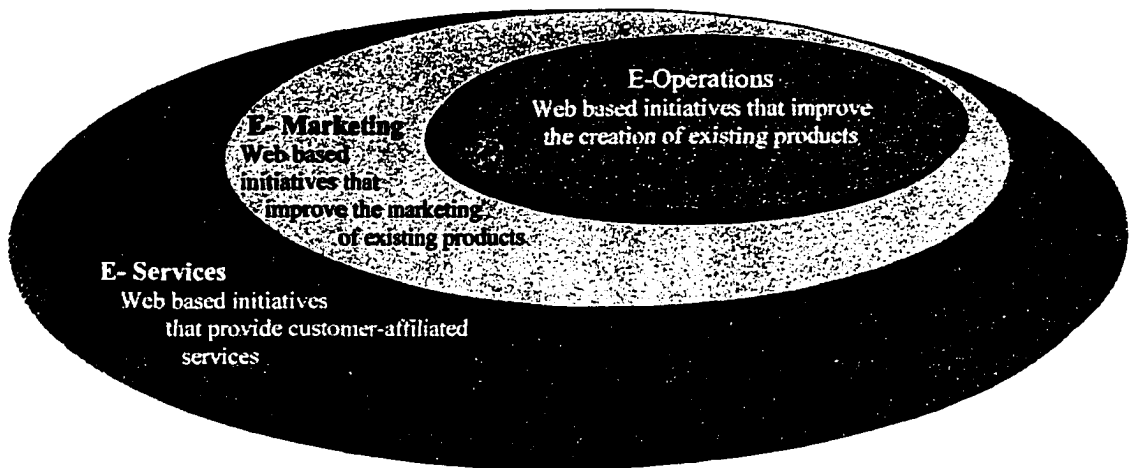 E-Operations
Web based initiatives that improve
the creation of existing products
E- Marketing
Web based
initiatives that
improve the marketing
of existing products
E- Services
Web based initiatives
that provide customer-affiliated
services